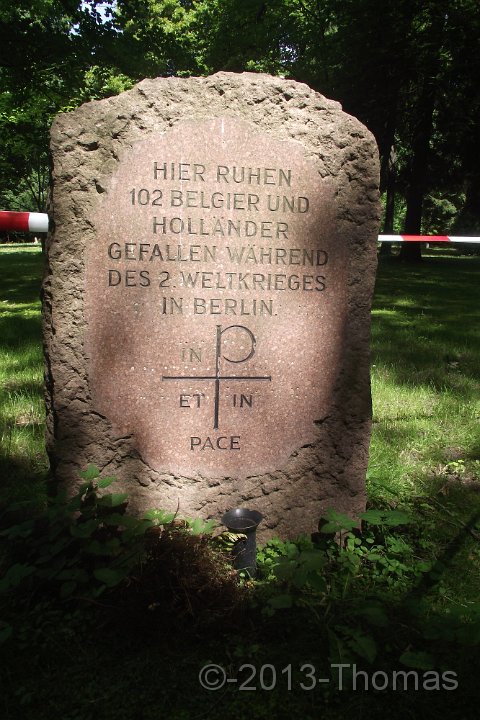 HIER RUHEN
102 BELGIER UND
HOLLÄNDER
GEFALLEN WÄHREND
DES 2. WELTKRIEGES
IN BERLIN.
IN
ET IN
PACE
©-2013-Thomas